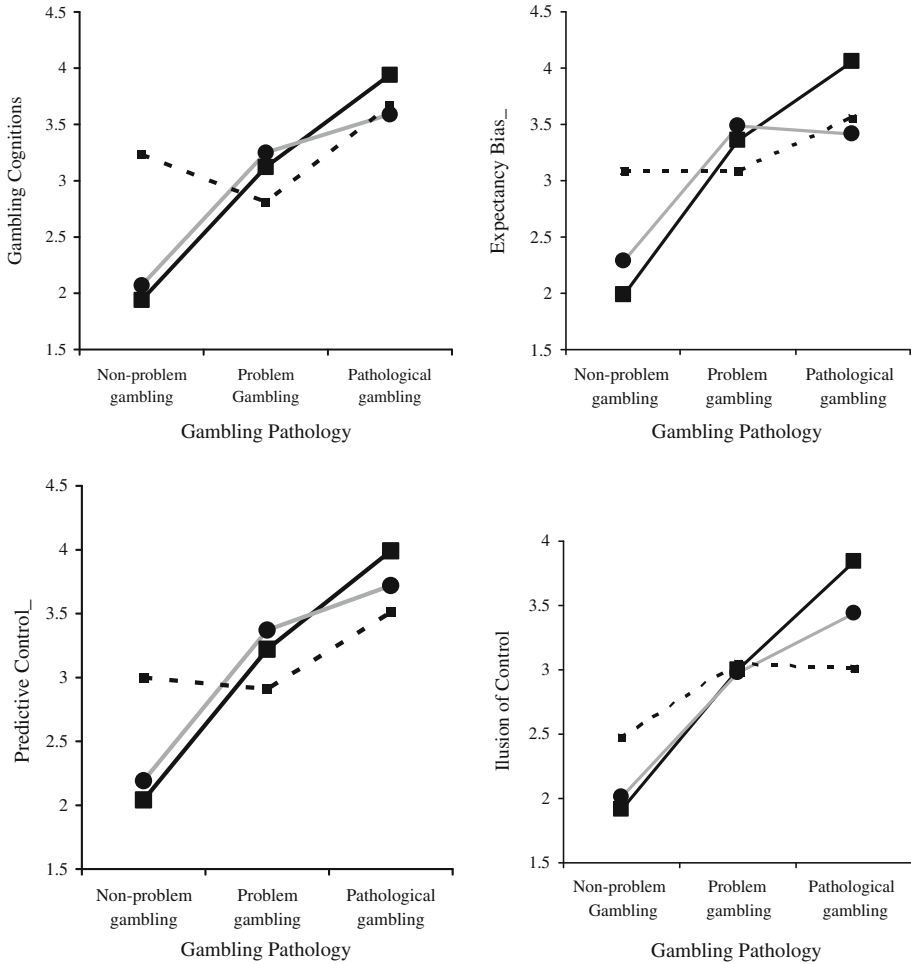 4.5
4
3.5
3
2.5
2
1.5
Gambling Cognitions
Non-problem
gambling
Problem
Gambling
Pathological
gambling
Gambling Pathology
4.5
4
3.5
3
2.5
2
1.5
Expectancy Bias_
Non-problem
gambling
Problem
gambling
Pathological
gambling
Gambling Pathology
4.5
4
3.5
3
2.5
2
1.5
Predictive Control_
Non-problem
gambling
Problem
gambling
Pathological
gambling
Gambling Pathology
4
3.5
3
2.5
2
1.5
Ilusion of Control
Non-problem
Gambling
Problem
gambling
Pathological
gambling
Gambling Pathology